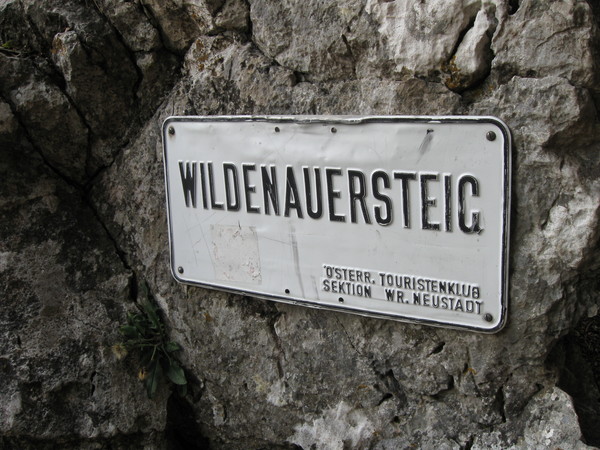 WILDENAUERSTEIG
ÖSTERR. TOURISTENKLUB
SEKTION WR. NEUSTADT